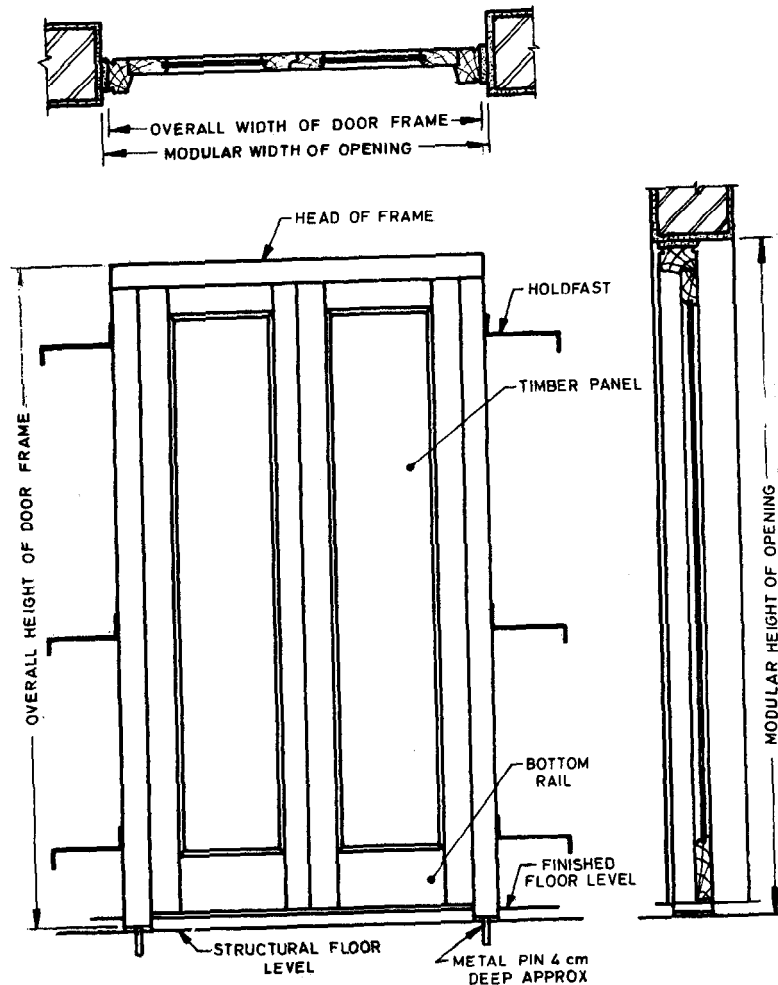 OVERALL WIDTH OF DOOR FRAME
MODULAR WIDTH OF OPENING
HEAD OF FRAME
HOLDFAST
TIMBER PANEL
OVERALL HEIGHT OF DOOR FRAME
MODULAR HEIGHT OF OPENING
BOTTOM
RAIL
FINISHED
FLOOR LEVEL
STRUCTURAL FLOOR
LEVEL
METAL PIN 4 cm
DEEP APPROX